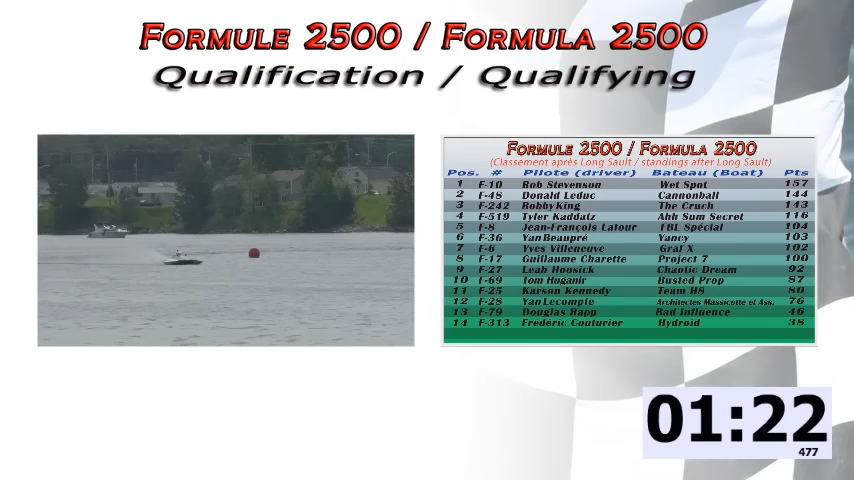 Formule 2500 / Formula 2500
Qualification / Qualifying
Formule 2500 / Formula 2500
(Classement après Long Sault / standings after Long Sault)
Pos. # Pilote (driver) Bateau (Boat) Pts
1 F-10 Rob Stevenson Wet Spot 157
2 F-48 Donald Leduc Cannonball 144
3 F-242 Bobby King The Cruch 143
4 F-519 Tyler Kaddatz Ahh Sum Secret 116
5 F-8 Jean-François Latour FBL Spécial 104
6 F-36 Yan Beaupré Yancy 103
7 F-6 Yves Villeneuve Graf X 102
8 F-17 Guillaume Charette Project 7 100
9 F-27 Leah Hoosick Chaotic Dream 92
10 F-69 Tom Huganir Busted Prop 87
11 F-25 Karson Kennedy Team H8 80
12 F-28 Yan Lecompte Architectes Massicotte et Ass. 76
13 F-79 Douglas Rapp Bad Influence 46
14 F-313 Frédéric Couturier Hydroid 38
01:22
477